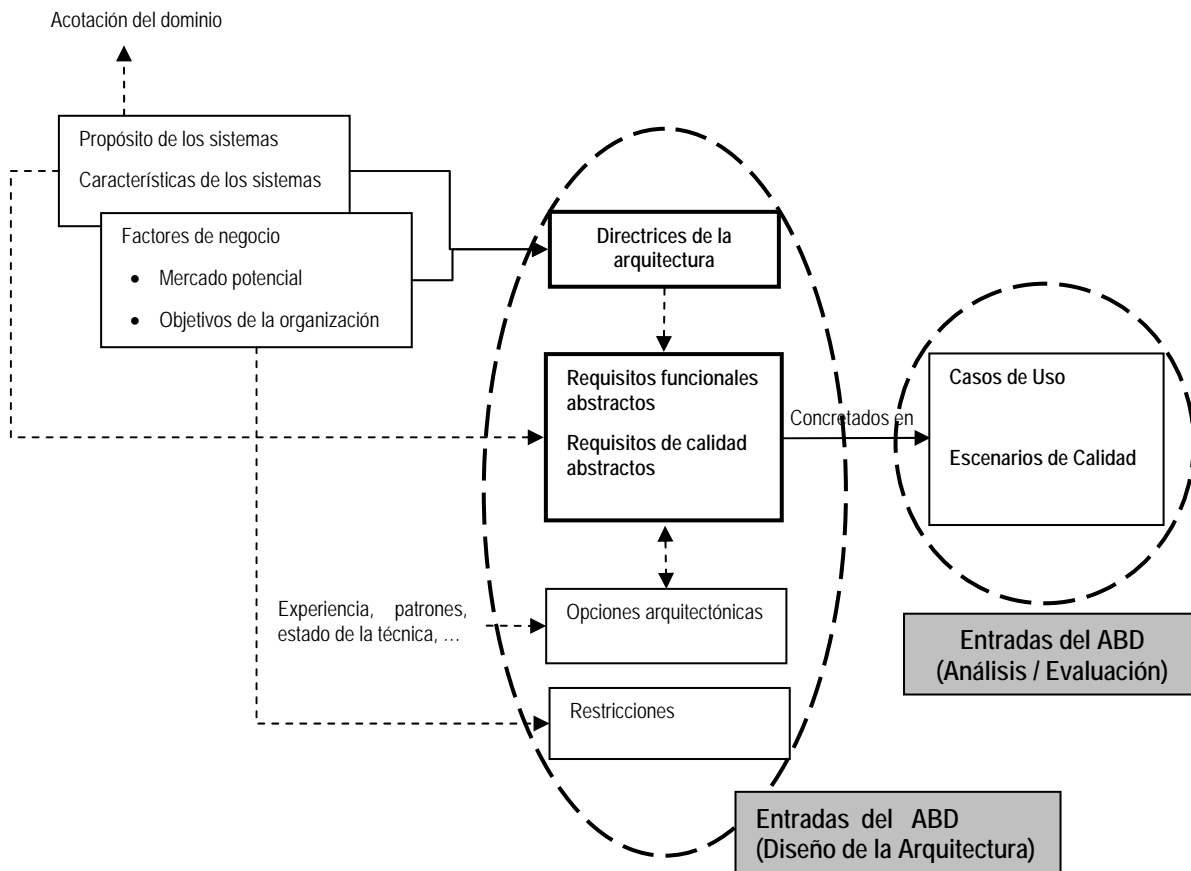 Acotación del dominio
Propósito de los sistemas
Características de los sistemas
Factores de negocio
• Mercado potencial
• Objetivos de la organización
Directrices de la
arquitectura
Requisitos funcionales
abstractos
Requisitos de calidad
abstractos
Concretados en
Casos de Uso
Escenarios de Calidad
Experiencia, patrones,
estado de la técnica, ...
Opciones arquitectónicas
Restricciones
Entradas del ABD
(Análisis / Evaluación)
Entradas del ABD
(Diseño de la Arquitectura)